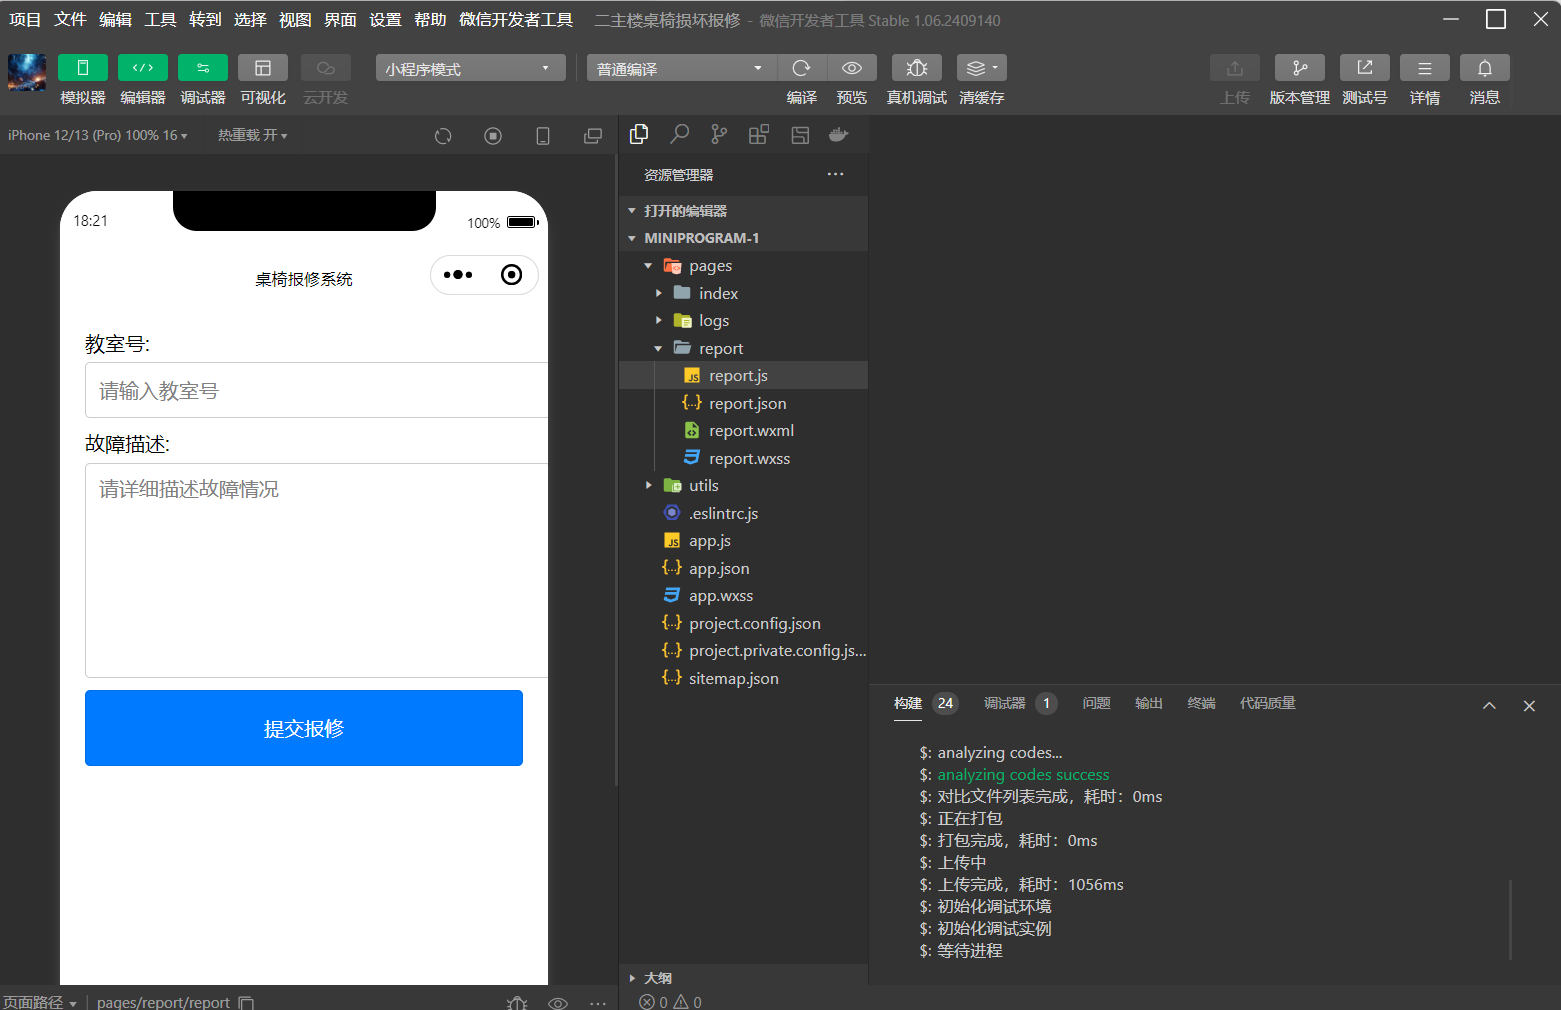 项目 文件 编辑 工具 转到 选择 视图 界面 设置 帮助 微信开发者工具 二主楼桌椅损坏报修 - 微信开发者工具 Stable 1.06.2409140
小程序模式 普通编译
模拟器 编辑器 调试器 可视化 云开发 编译 预览 真机调试 清缓存 上传 版本管理 测试号 详情 消息
iPhone 12/13 (Pro) 100% 16 热重载 开
18:21 100%
桌椅报修系统
教室号:
请输入教室号
故障描述:
请详细描述故障情况
提交报修
页面路径 pages/report/report
资源管理器
打开的编辑器
MINIPROGRAM-1
pages
index
logs
report
report.js
report.json
report.wxml
report.wxss
utils
.eslintrc.js
app.js
app.json
app.wxss
project.config.json
project.private.config.js...
sitemap.json
大纲
0 0
构建 24 调试器 1 问题 输出 终端 代码质量
$: analyzing codes...
$: analyzing codes success
$: 对比文件列表完成，耗时：0ms
$: 正在打包
$: 打包完成，耗时：0ms
$: 上传中
$: 上传完成，耗时：1056ms
$: 初始化调试环境
$: 初始化调试实例
$: 等待进程